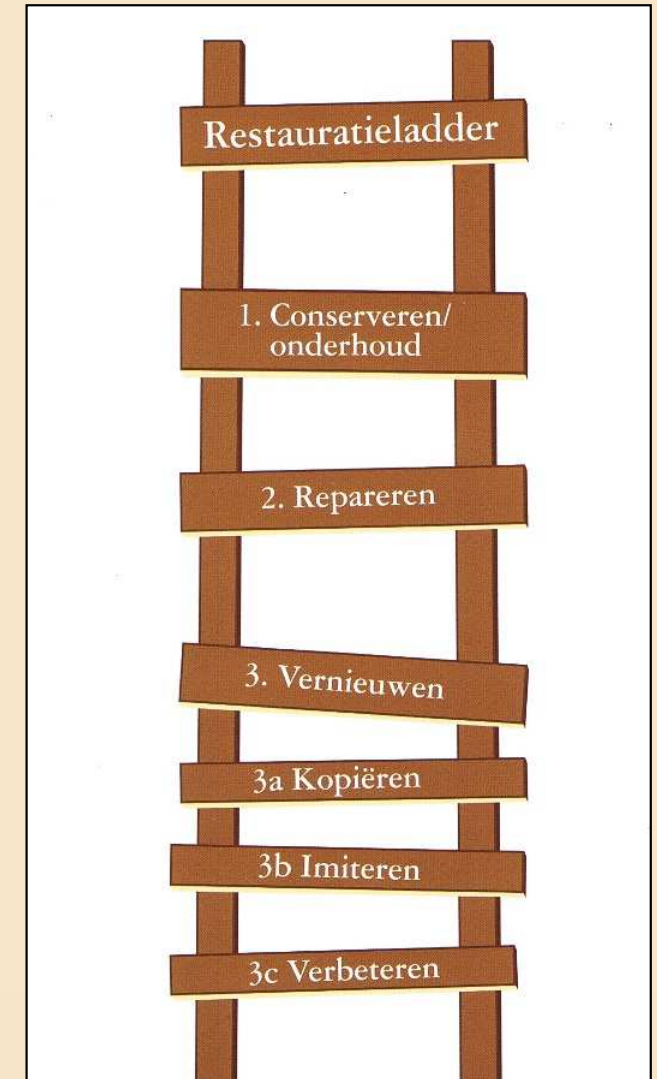 Restauratieladder
1. Conserveren/
onderhoud
2. Repareren
3. Vernieuwen
3a Kopiëren
3b Imiteren
3c Verbeteren